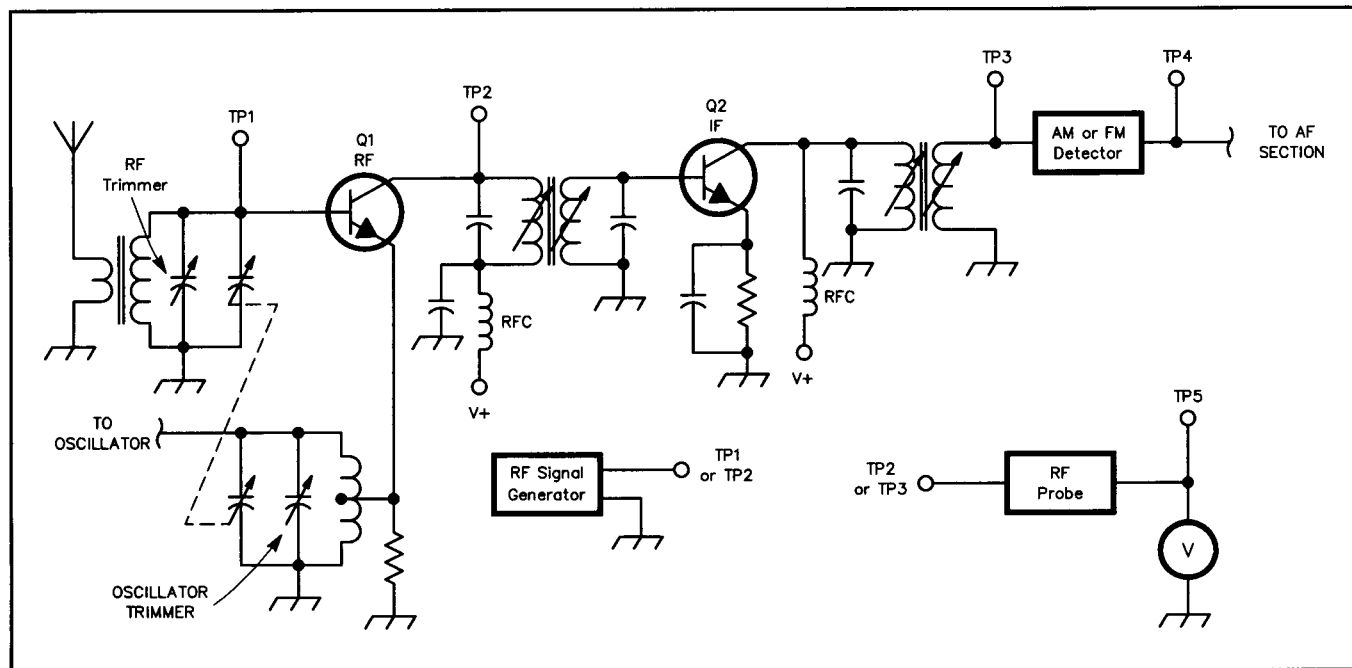 TP1
RF
Trimmer
Q1
RF
TP2
Q2
IF
TP3
TP4
AM or FM
Detector
TO AF
SECTION
RFC
V+
RFC
V+
TO
OSCILLATOR
OSCILLATOR
TRIMMER
RF Signal
Generator
TP1
or TP2
TP2
or TP3
RF
Probe
TP5
V